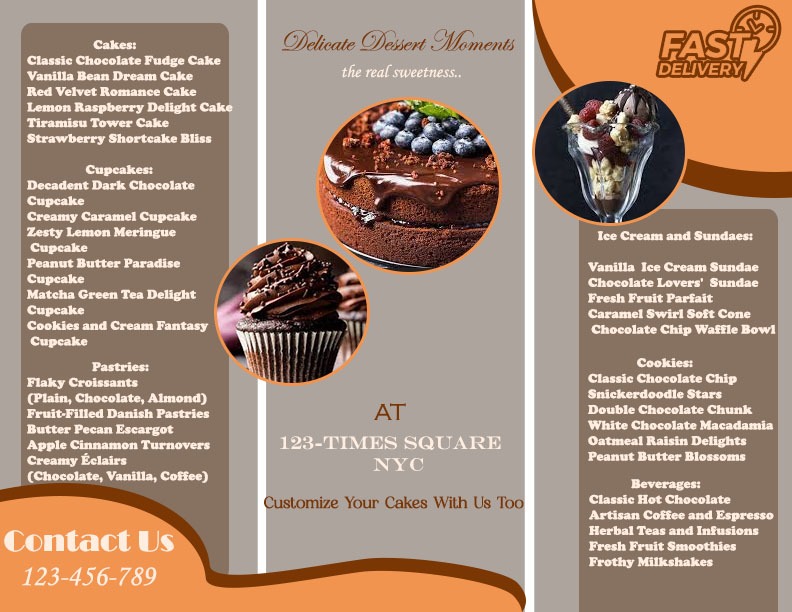 Cakes:
Classic Chocolate Fudge Cake
Vanilla Bean Dream Cake
Red Velvet Romance Cake
Lemon Raspberry Delight Cake
Tiramisu Tower Cake
Strawberry Shortcake Bliss
Cupcakes:
Decadent Dark Chocolate
Cupcake
Creamy Caramel Cupcake
Zesty Lemon Meringue
Cupcake
Peanut Butter Paradise
Cupcake
Matcha Green Tea Delight
Cupcake
Cookies and Cream Fantasy
Cupcake
Pastries:
Flaky Croissants
(Plain, Chocolate, Almond)
Fruit-Filled Danish Pastries
Butter Pecan Escargot
Apple Cinnamon Turnovers
Creamy Éclairs
(Chocolate, Vanilla, Coffee)
Contact Us
123-456-789
Delicate Dessert Moments
the real sweetness..
AT
123-TIMES SQUARE
NYC
Customize Your Cakes With Us Too
FAST
DELIVERY
Ice Cream and Sundaes:
Vanilla Ice Cream Sundae
Chocolate Lovers' Sundae
Fresh Fruit Parfait
Caramel Swirl Soft Cone
Chocolate Chip Waffle Bowl
Cookies:
Classic Chocolate Chip
Snickerdoodle Stars
Double Chocolate Chunk
White Chocolate Macadamia
Oatmeal Raisin Delights
Peanut Butter Blossoms
Beverages:
Classic Hot Chocolate
Artisan Coffee and Espresso
Herbal Teas and Infusions
Fresh Fruit Smoothies
Frothy Milkshakes